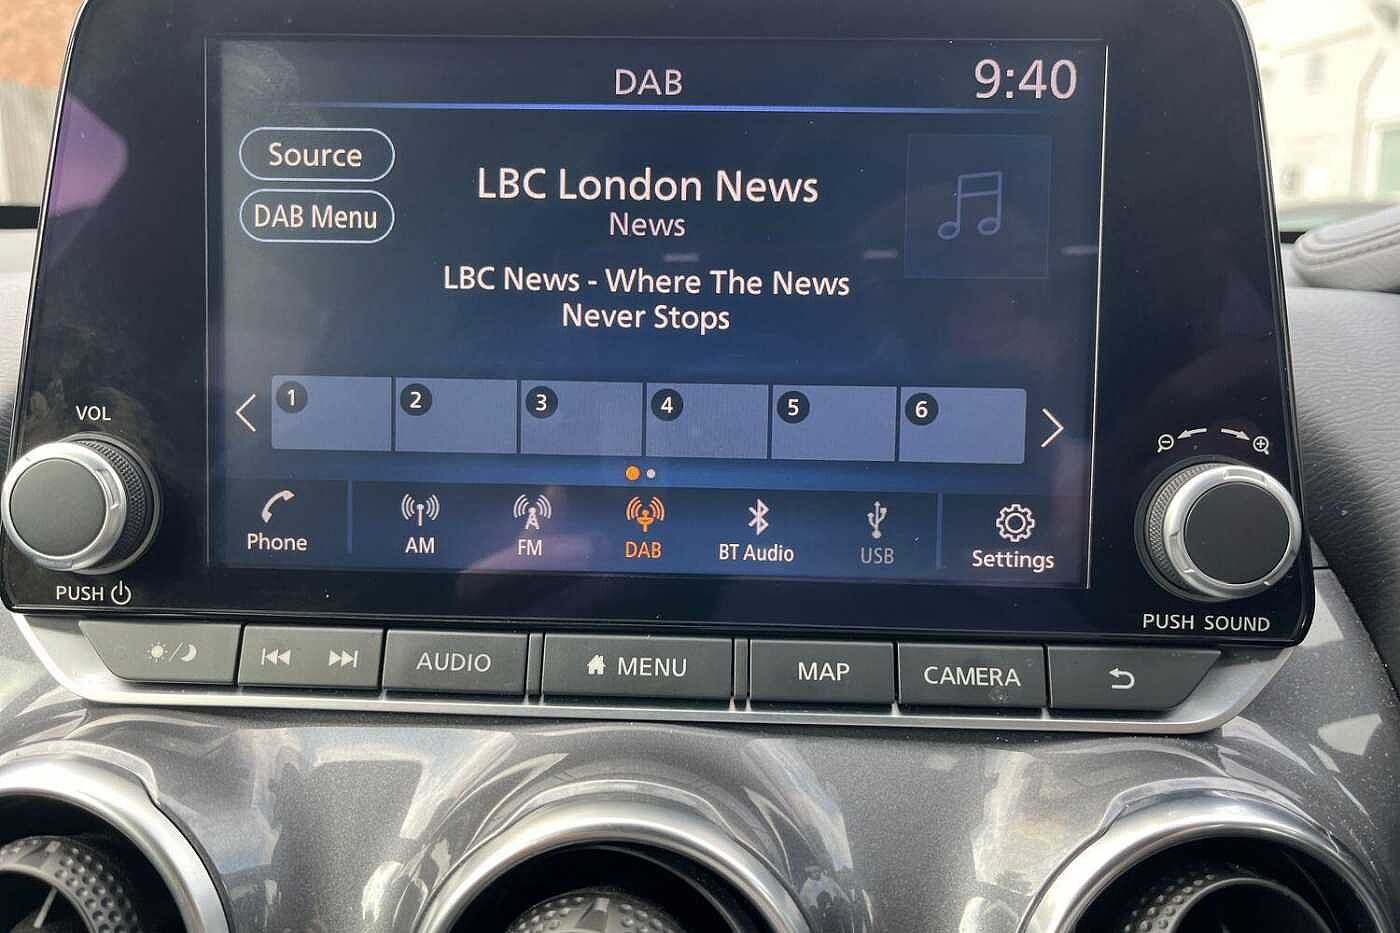 DAB
9:40
Source
DAB Menu
LBC London News
News
LBC News - Where The News
Never Stops
1
2
3
4
5
6
Phone
AM
FM
DAB
BT Audio
USB
Settings
VOL
PUSH
PUSH SOUND
AUDIO
MENU
MAP
CAMERA